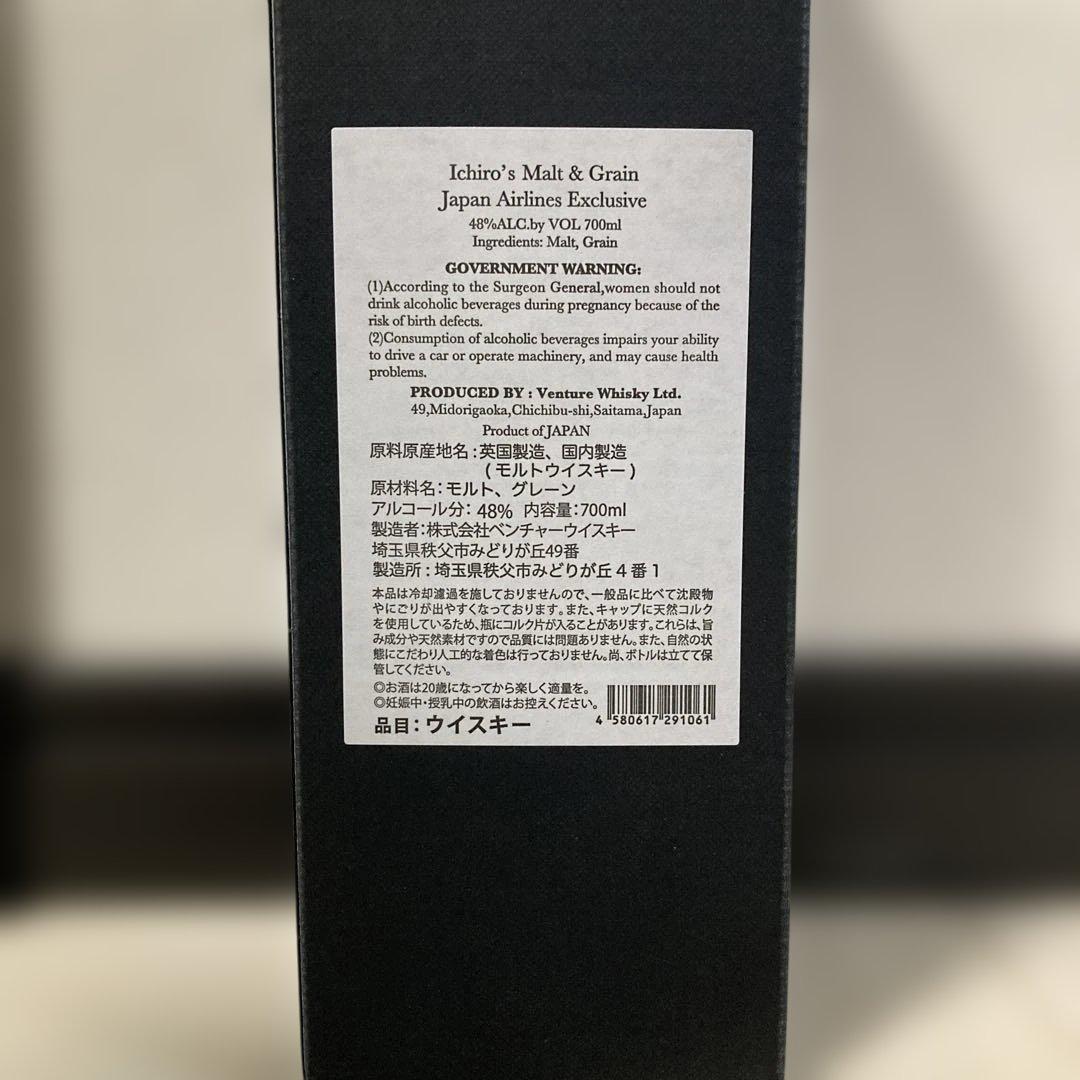 Ichiro's Malt & Grain
Japan Airlines Exclusive
48%ALC.by VOL 700ml
Ingredients: Malt, Grain
GOVERNMENT WARNING:
(1)According to the Surgeon General,women should not
drink alcoholic beverages during pregnancy because of the
risk of birth defects.
(2)Consumption of alcoholic beverages impairs your ability
to drive a car or operate machinery, and may cause health
problems.
PRODUCED BY : Venture Whisky Ltd.
49,Midorigaoka,Chichibu-shi,Saitama,Japan
Product of JAPAN
原料原産地名:英国製造、国内製造
(モルトウイスキー)
原材料名:モルト、グレーン
アルコール分: 48% 内容量:700ml
製造者:株式会社ベンチャーウイスキー
埼玉県秩父市みどりが丘49番
製造所:埼玉県秩父市みどりが丘4番1
本品は冷却濾過を施しておりませんので、一般品に比べて沈殿物
やにごりが出やすくなっております。また、キャップに天然コルク
を使用しているため、瓶にコルク片が入ることがあります。これらは、旨
み成分や天然素材ですので品質には問題ありません。また、自然の状
態にこだわり人工的な着色は行っておりません。尚、ボトルは立てて保
管してください。
◎お酒は20歳になってから楽しく適量を。
◎妊娠中・授乳中の飲酒はお控えください。
4 580617 291061
品目:ウイスキー